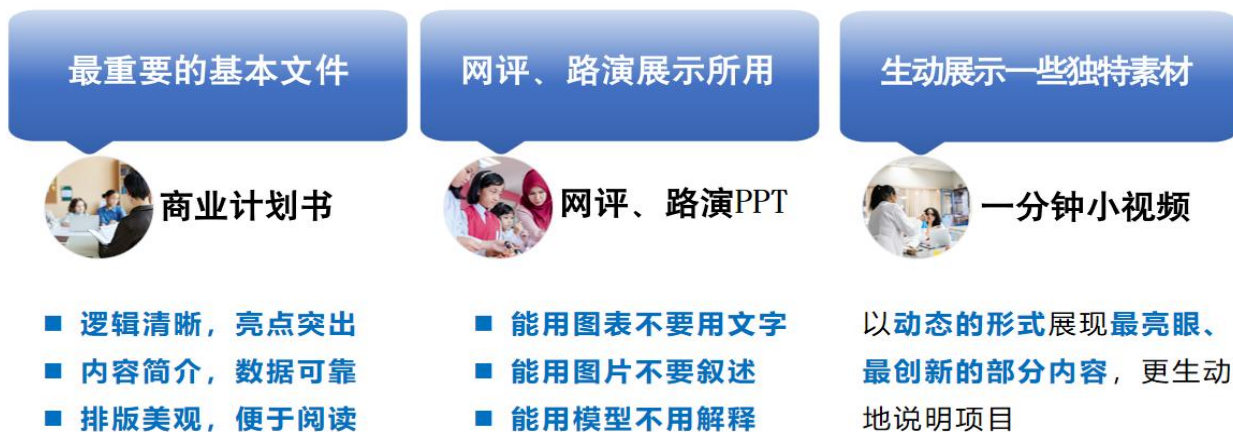 最重要的基本文件
网评、路演展示所用
生动展示一些独特素材
商业计划书
网评、路演PPT
一分钟小视频
■ 逻辑清晰，亮点突出
■ 内容简介，数据可靠
■ 排版美观，便于阅读
■ 能用图表不要用文字
■ 能用图片不要叙述
■ 能用模型不用解释
以动态的形式展现最亮眼、
最创新的部分内容，更生动
地说明项目